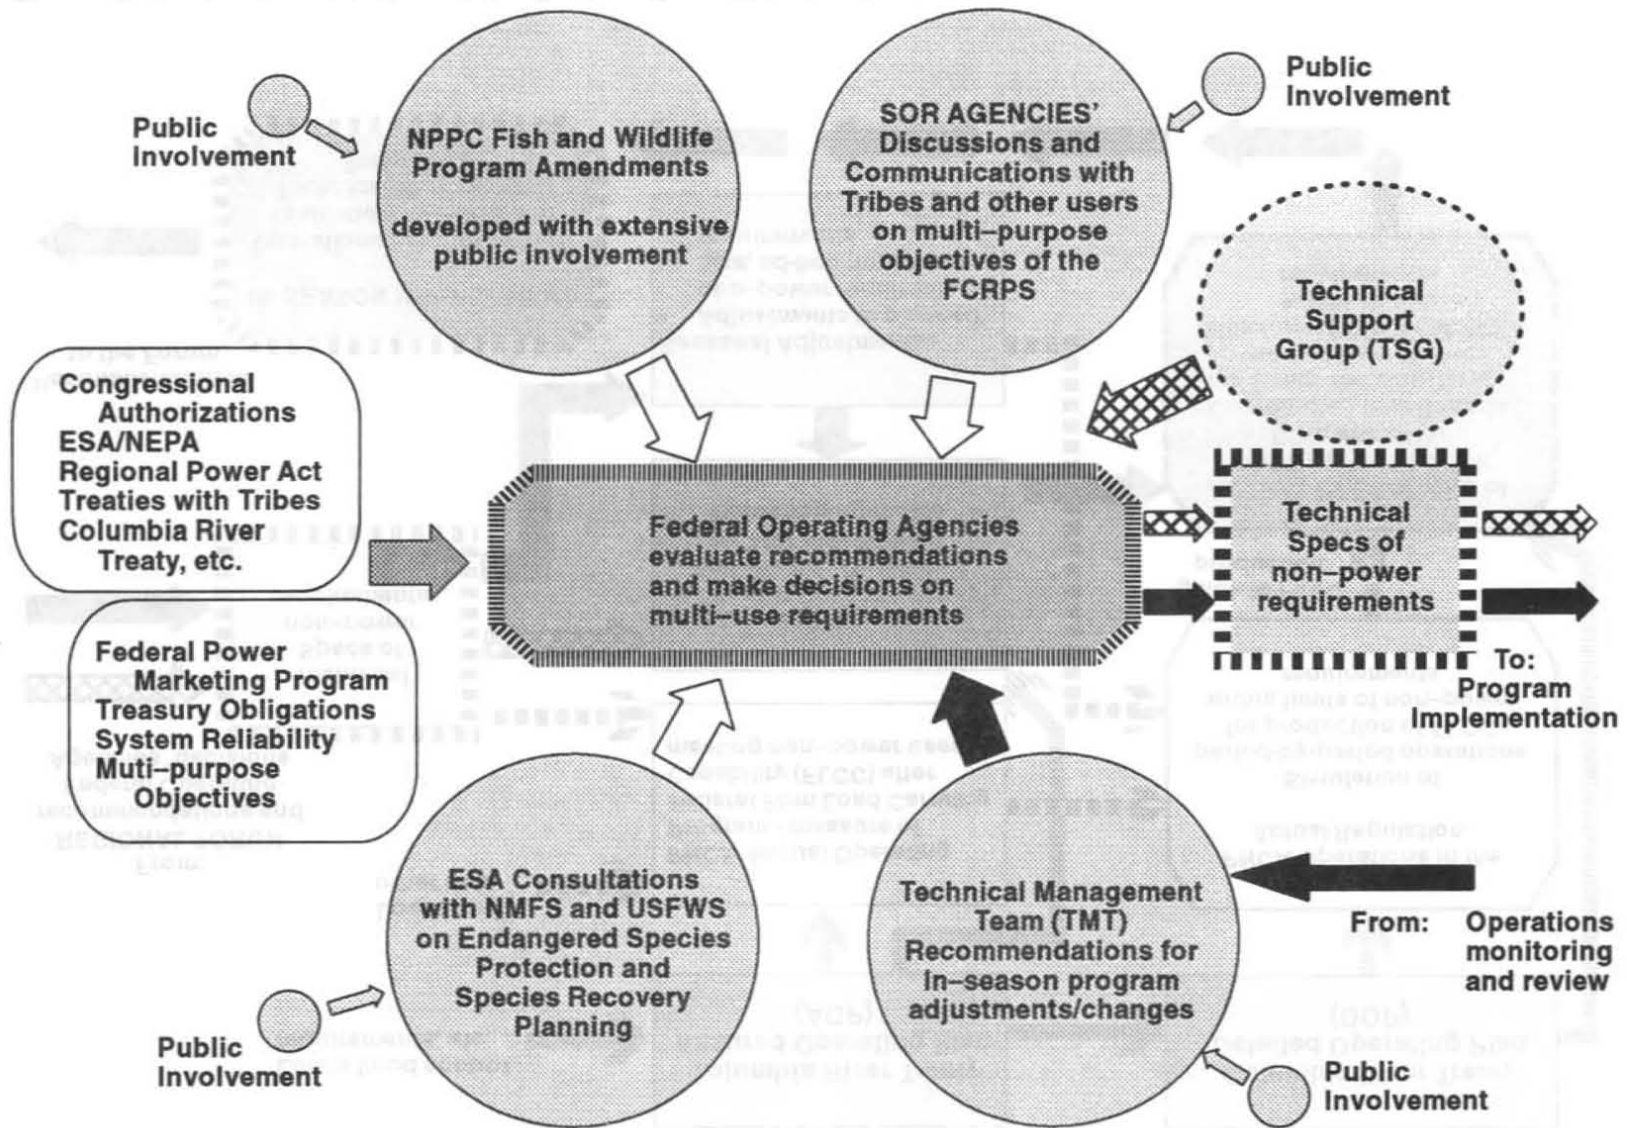 Public
Involvement
NPPC Fish and Wildlife
Program Amendments
developed with extensive
public involvement
SOR AGENCIES'
Discussions and
Communications with
Tribes and other users
on multi–purpose
objectives of the
FCRPS
Public
Involvement
Technical
Support
Group (TSG)
Congressional
Authorizations
ESA/NEPA
Regional Power Act
Treaties with Tribes
Columbia River
Treaty, etc.
Federal Power
Marketing Program
Treasury Obligations
System Reliability
Muti–purpose
Objectives
Federal Operating Agencies
evaluate recommendations
and make decisions on
multi–use requirements
Technical
Specs of
non–power
requirements
To:
Program
Implementation
ESA Consultations
with NMFS and USFWS
on Endangered Species
Protection and
Species Recovery
Planning
Public
Involvement
Technical Management
Team (TMT)
Recommendations for
in–season program
adjustments/changes
From: Operations
monitoring
and review
Public
Involvement